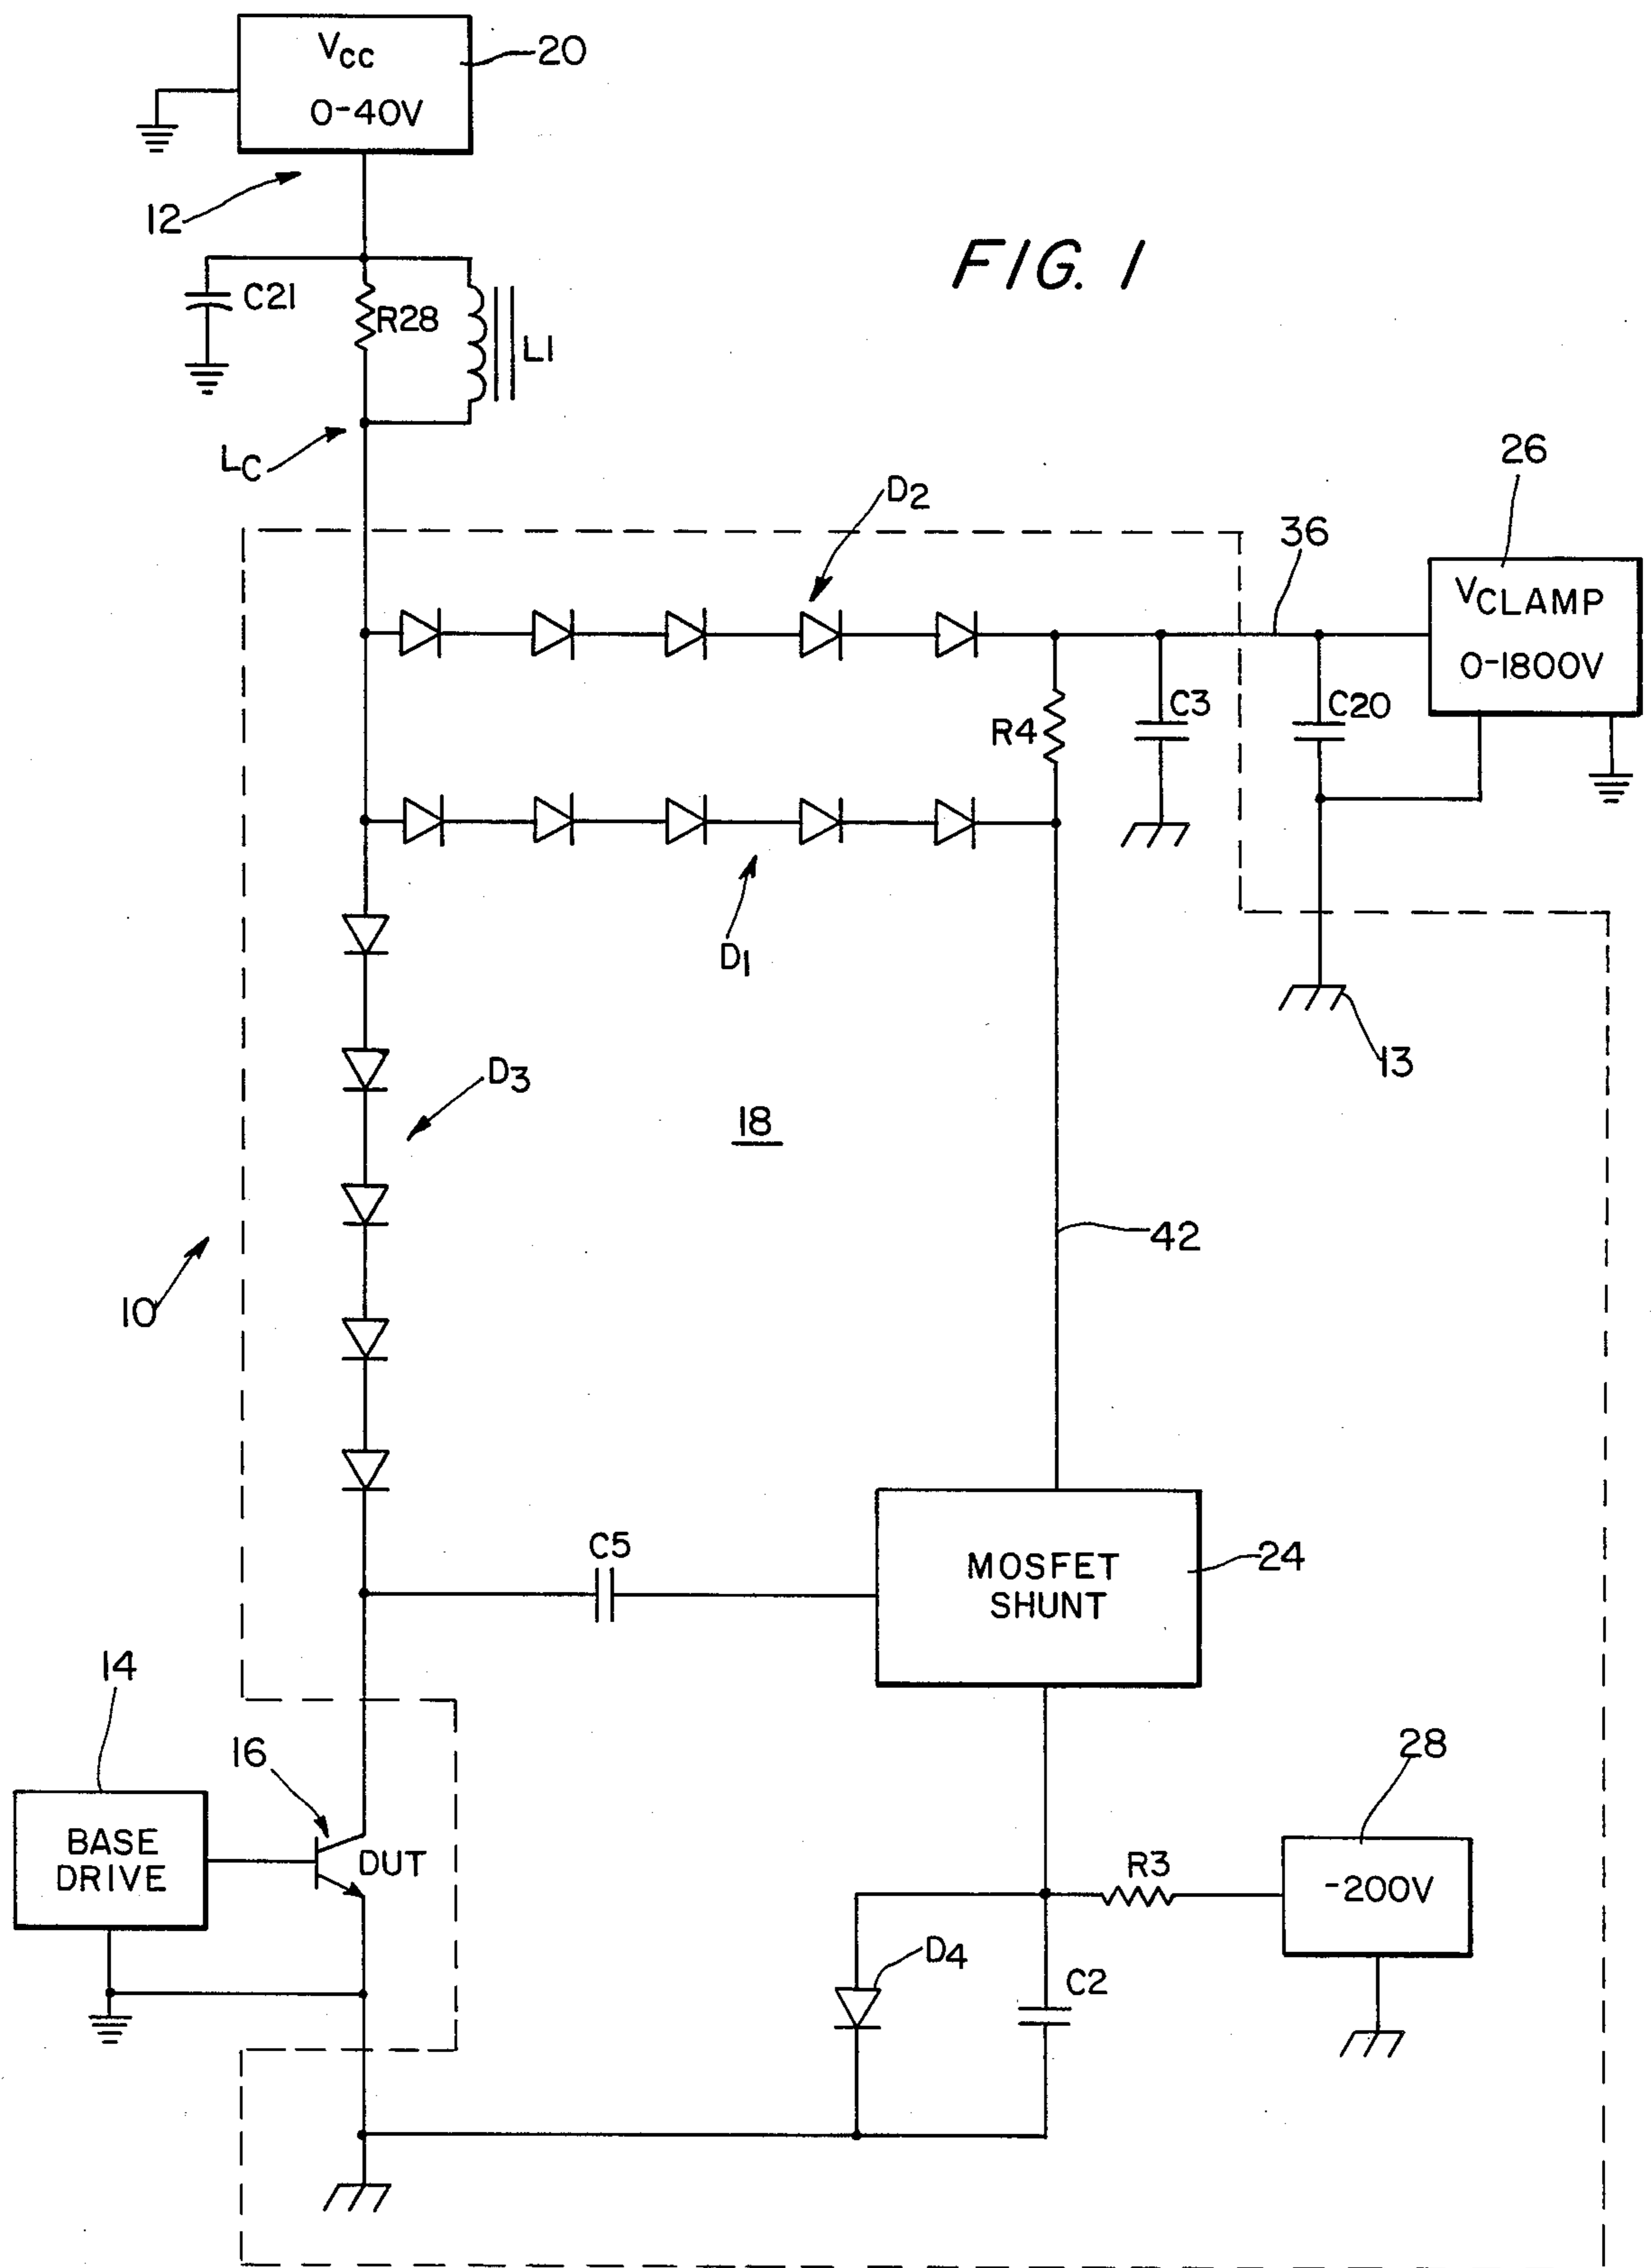 VCC
0-40V
20
12
FIG. 1
C21
R28
L1
LC
26
D2
36
VCLAMP
0-1800V
C3
C20
R4
D1
13
D3
18
42
10
C5
MOSFET
SHUNT
24
14
16
28
BASE
DRIVE
DUT
R3
-200V
D4
C2